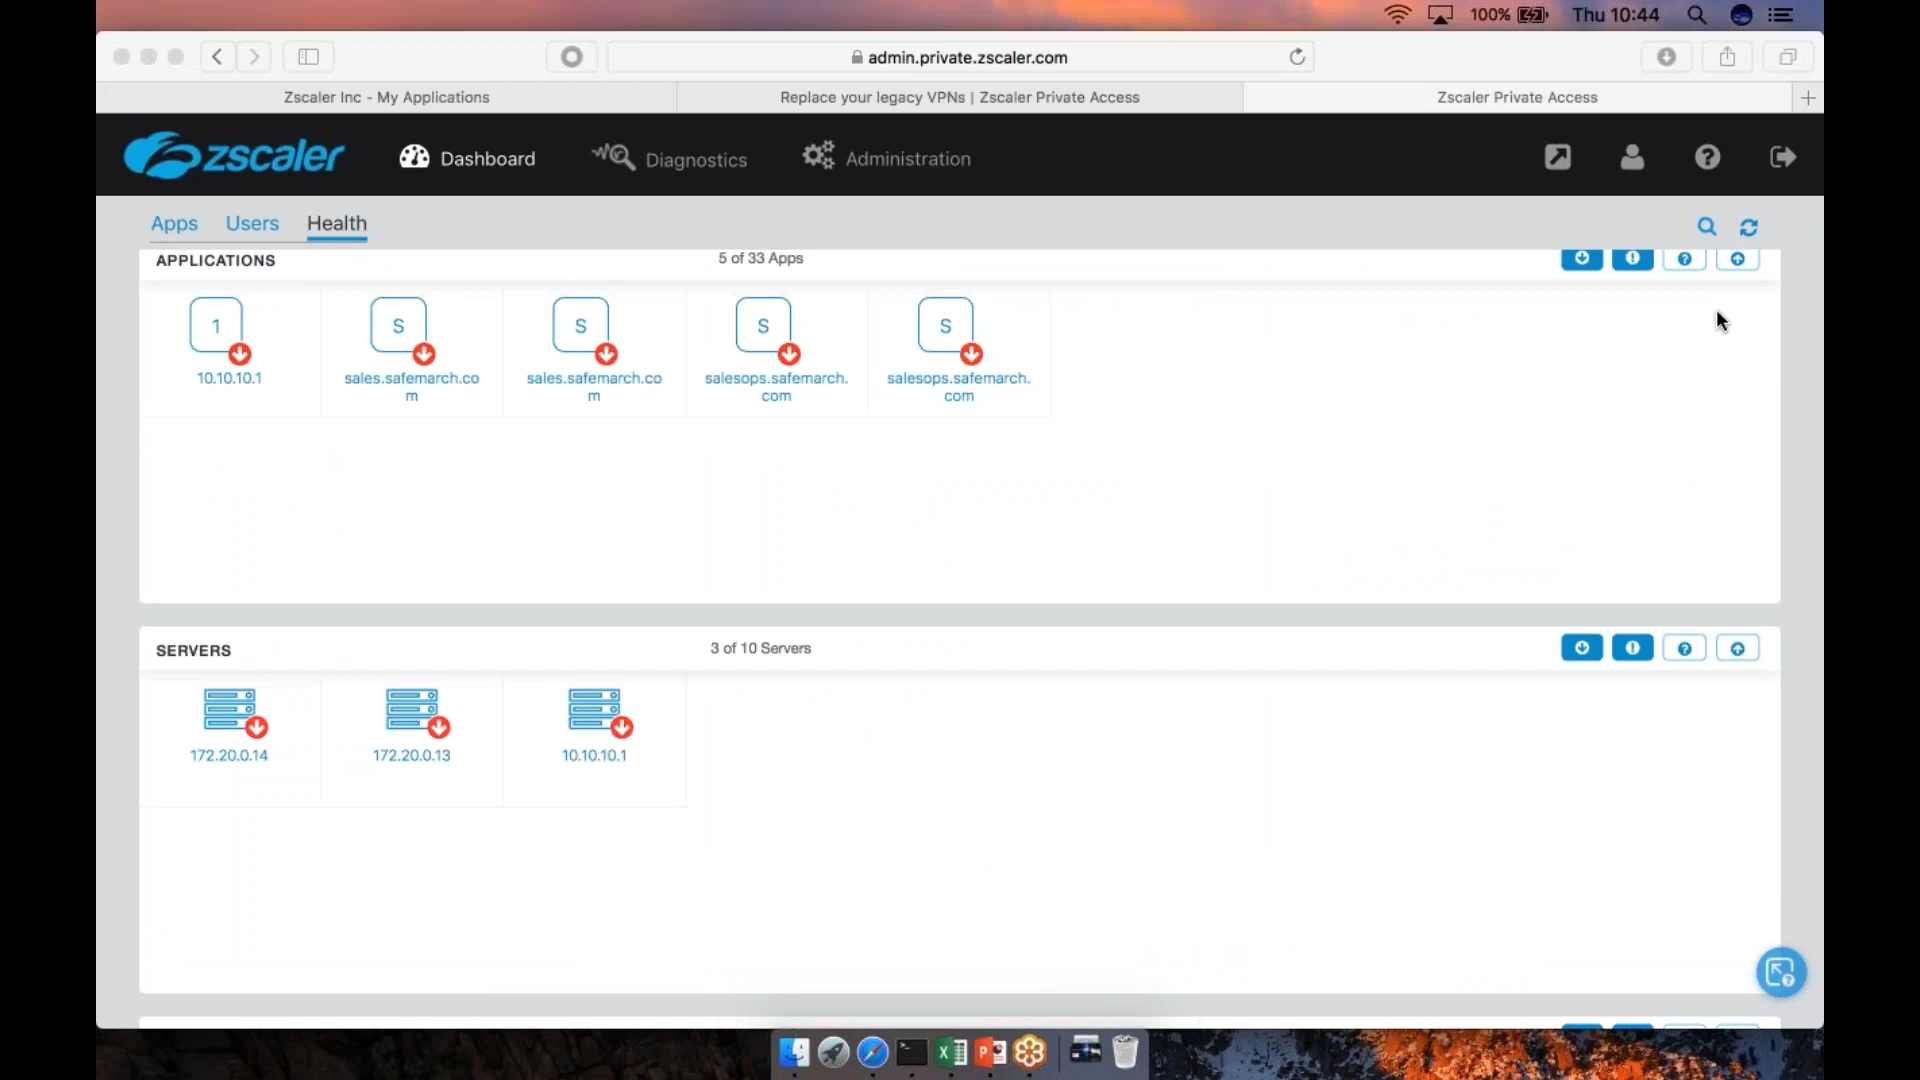 100%
Thu 10:44
admin.private.zscaler.com
Zscaler Inc - My Applications
Replace your legacy VPNs | Zscaler Private Access
Zscaler Private Access
zscaler
Dashboard
Diagnostics
Administration
Apps
Users
Health
APPLICATIONS
5 of 33 Apps
1
S
S
S
S
10.10.10.1
sales.safemarch.co
m
sales.safemarch.co
m
salesops.safemarch.
com
salesops.safemarch.
com
SERVERS
3 of 10 Servers
172.20.0.14
172.20.0.13
10.10.10.1